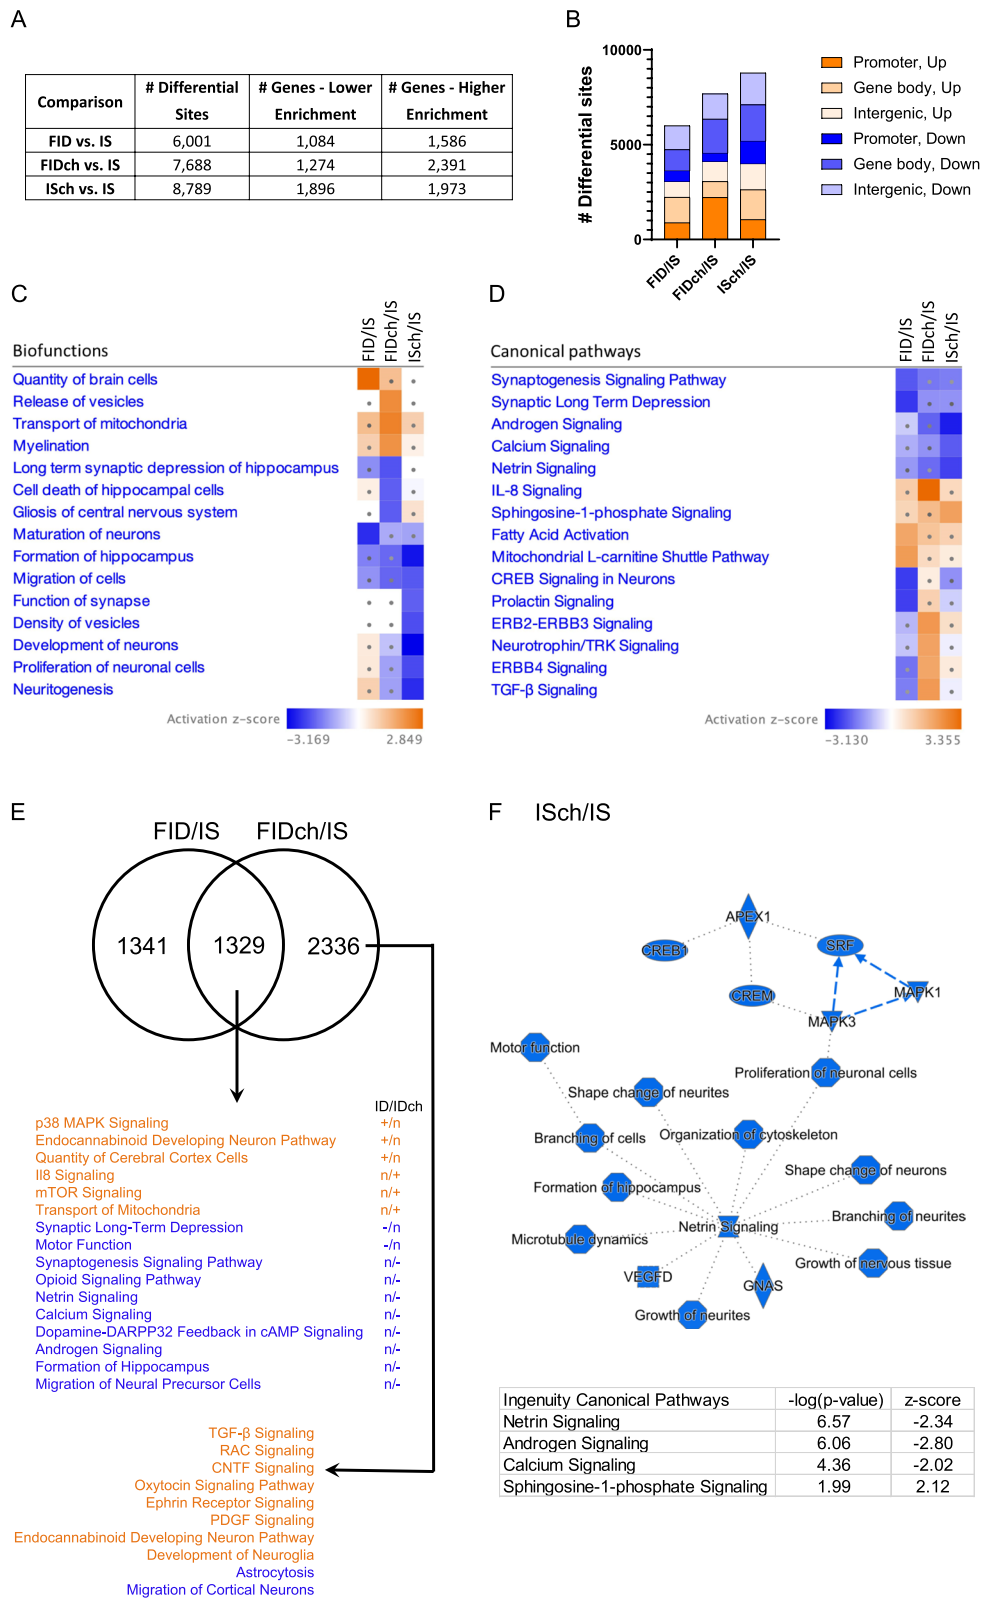 A
Comparison | # Differential Sites | # Genes - Lower Enrichment | # Genes - Higher Enrichment
FID vs. IS | 6,001 | 1,084 | 1,586
FIDch vs. IS | 7,688 | 1,274 | 2,391
ISch vs. IS | 8,789 | 1,896 | 1,973
B
# Differential sites
10000
5000
0
FID/IS
FIDch/IS
ISch/IS
Promoter, Up
Gene body, Up
Intergenic, Up
Promoter, Down
Gene body, Down
Intergenic, Down
C
Biofunctions
FID/IS
FIDch/IS
ISch/IS
Quantity of brain cells
Release of vesicles
Transport of mitochondria
Myelination
Long term synaptic depression of hippocampus
Cell death of hippocampal cells
Gliosis of central nervous system
Maturation of neurons
Formation of hippocampus
Migration of cells
Function of synapse
Density of vesicles
Development of neurons
Proliferation of neuronal cells
Neuritogenesis
Activation z-score
-3.169 2.849
D
Canonical pathways
FID/IS
FIDch/IS
ISch/IS
Synaptogenesis Signaling Pathway
Synaptic Long Term Depression
Androgen Signaling
Calcium Signaling
Netrin Signaling
IL-8 Signaling
Sphingosine-1-phosphate Signaling
Fatty Acid Activation
Mitochondrial L-carnitine Shuttle Pathway
CREB Signaling in Neurons
Prolactin Signaling
ERB2-ERBB3 Signaling
Neurotrophin/TRK Signaling
ERBB4 Signaling
TGF-β Signaling
Activation z-score
-3.130 3.355
E
FID/IS FIDch/IS
1341 1329 2336
ID/IDch
p38 MAPK Signaling +/n
Endocannabinoid Developing Neuron Pathway +/n
Quantity of Cerebral Cortex Cells +/n
Il8 Signaling n/+
mTOR Signaling n/+
Transport of Mitochondria n/+
Synaptic Long-Term Depression -/n
Motor Function -/n
Synaptogenesis Signaling Pathway n/-
Opioid Signaling Pathway n/-
Netrin Signaling n/-
Calcium Signaling n/-
Dopamine-DARPP32 Feedback in cAMP Signaling n/-
Androgen Signaling n/-
Formation of Hippocampus n/-
Migration of Neural Precursor Cells n/-
TGF-β Signaling
RAC Signaling
CNTF Signaling
Oxytocin Signaling Pathway
Ephrin Receptor Signaling
PDGF Signaling
Endocannabinoid Developing Neuron Pathway
Development of Neuroglia
Astrocytosis
Migration of Cortical Neurons
F ISch/IS
APEX1
CREB1
SRF
CREM
MAPK1
MAPK3
Motor function
Proliferation of neuronal cells
Shape change of neurites
Branching of cells
Organization of cytoskeleton
Shape change of neurons
Formation of hippocampus
Branching of neurites
Netrin Signaling
Microtubule dynamics
Growth of nervous tissue
VEGFD
GNAS
Growth of neurites
Ingenuity Canonical Pathways | -log(p-value) | z-score
Netrin Signaling | 6.57 | -2.34
Androgen Signaling | 6.06 | -2.80
Calcium Signaling | 4.36 | -2.02
Sphingosine-1-phosphate Signaling | 1.99 | 2.12